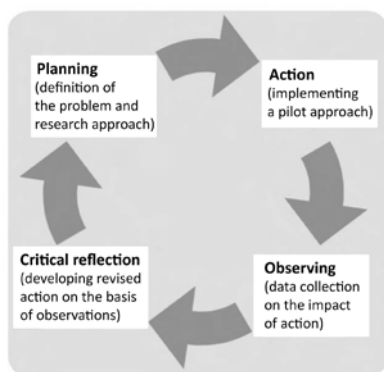 Planning
(definition of
the problem and
research approach)
Action
(implementing
a pilot approach)
Observing
(data collection
on the impact
of action)
Critical reflection
(developing revised
action on the basis
of observations)